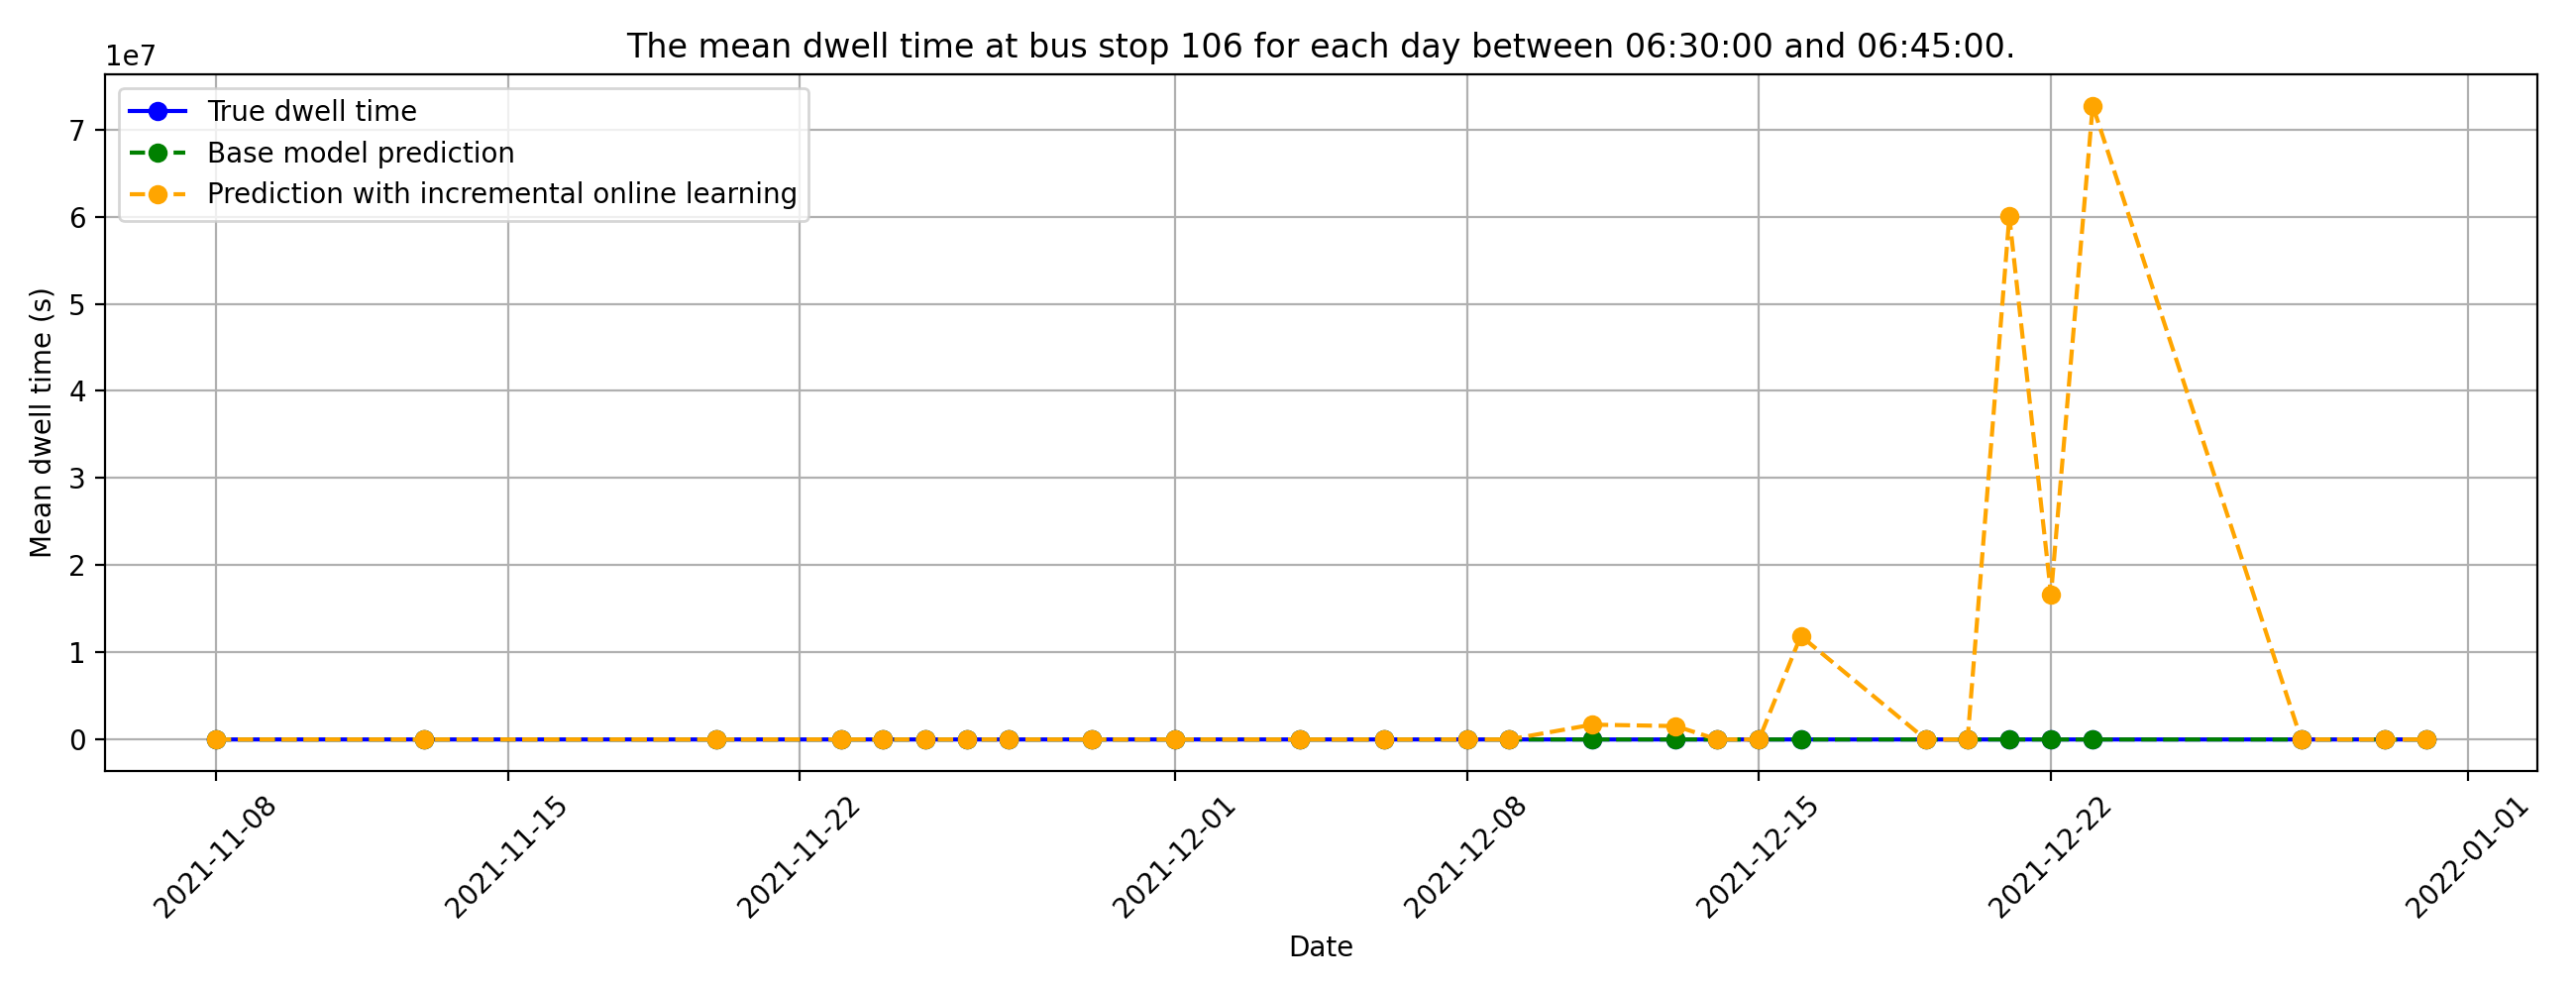 The mean dwell time at bus stop 106 for each day between 06:30:00 and 06:45:00.
1e7
True dwell time
Base model prediction
Prediction with incremental online learning
7
6
5
4
3
2
1
0
Mean dwell time (s)
2021-11-08
2021-11-15
2021-11-22
2021-12-01
2021-12-08
2021-12-15
2021-12-22
2022-01-01
Date